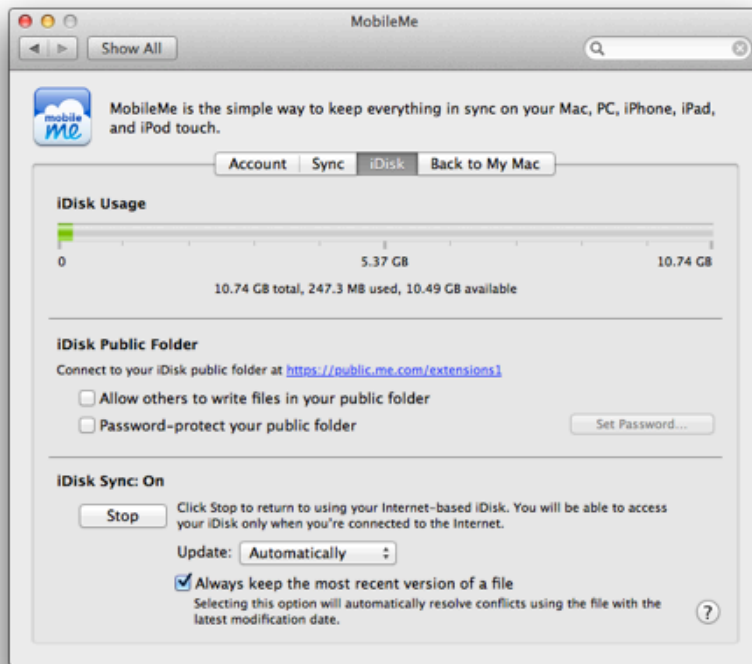 MobileMe
Show All
mobile
me
MobileMe is the simple way to keep everything in sync on your Mac, PC, iPhone, iPad,
and iPod touch.
Account Sync iDisk Back to My Mac
iDisk Usage
0 5.37 GB 10.74 GB
10.74 GB total, 247.3 MB used, 10.49 GB available
iDisk Public Folder
Connect to your iDisk public folder at https://public.me.com/extensions1
Allow others to write files in your public folder
Password-protect your public folder Set Password...
iDisk Sync: On
Stop
Click Stop to return to using your Internet-based iDisk. You will be able to access
your iDisk only when you're connected to the Internet.
Update: Automatically
Always keep the most recent version of a file
Selecting this option will automatically resolve conflicts using the file with the
latest modification date.
?